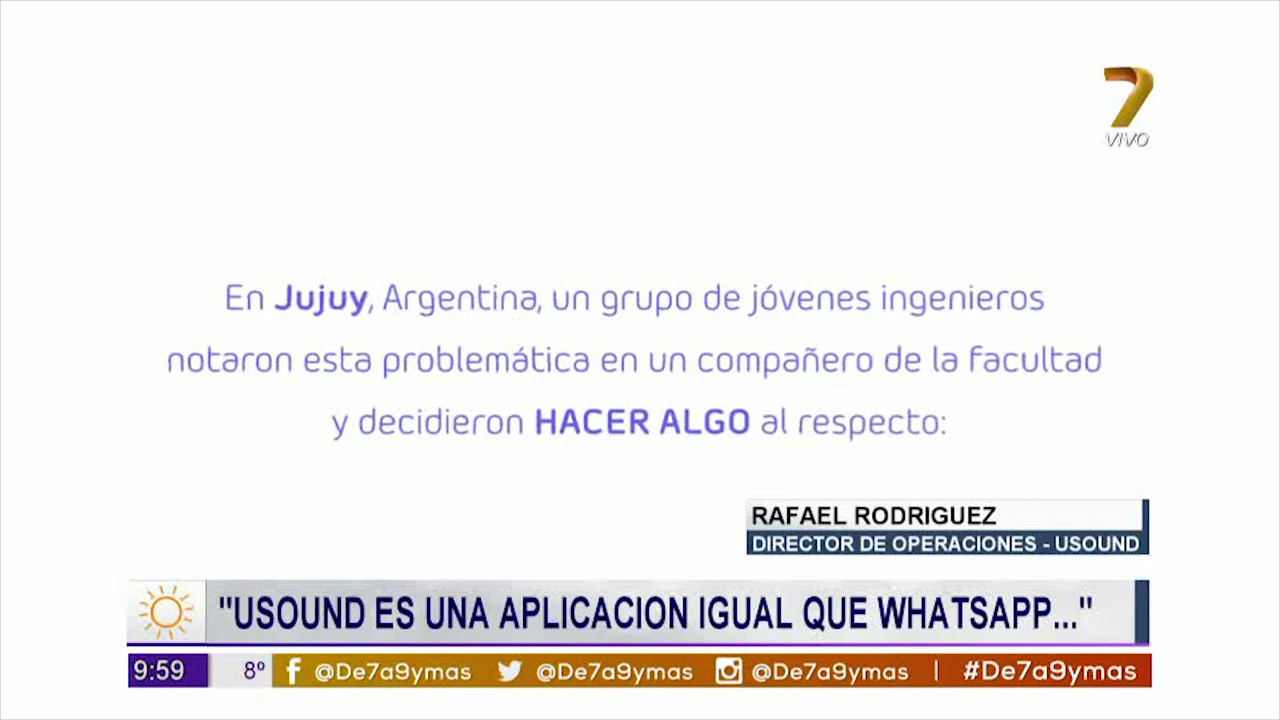 7
VIVO
En Jujuy, Argentina, un grupo de jóvenes ingenieros
notaron esta problemática en un compañero de la facultad
y decidieron HACER ALGO al respecto:
RAFAEL RODRIGUEZ
DIRECTOR DE OPERACIONES - USOUND
"USOUND ES UNA APLICACION IGUAL QUE WHATSAPP..."
9:59 8º @De7a9ymas @De7a9ymas @De7a9ymas | #De7a9ymas